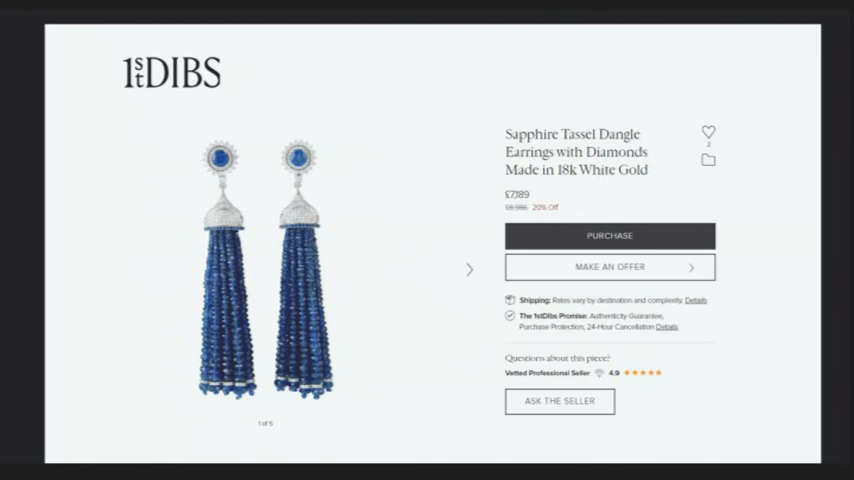 1stDIBS
Sapphire Tassel Dangle
Earrings with Diamonds
Made in 18k White Gold
2
£7,189
£8,986 20% Off
PURCHASE
MAKE AN OFFER
Shipping: Rates vary by destination and complexity. Details
The 1stDibs Promise: Authenticity Guarantee,
Purchase Protection, 24-Hour Cancellation Details
Questions about this piece?
Vetted Professional Seller 4.9
ASK THE SELLER
1 of 5